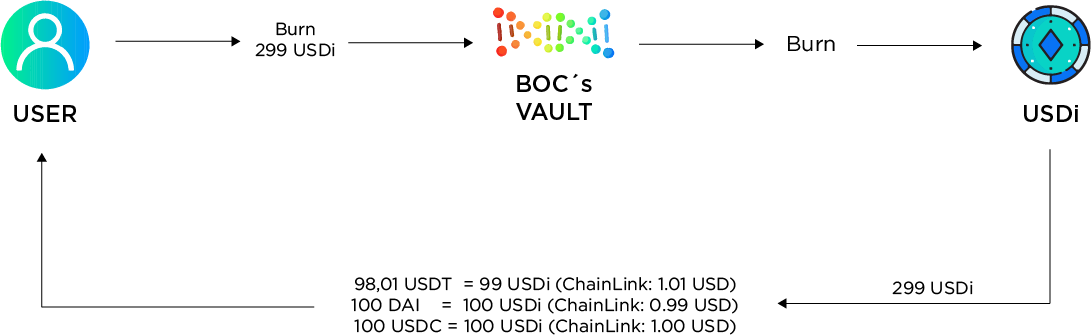 Burn
299 USDi
Burn
USER
BOC´s
VAULT
USDi
299 USDi
98,01 USDT = 99 USDi (ChainLink: 1.01 USD)
100 DAI = 100 USDi (ChainLink: 0.99 USD)
100 USDC = 100 USDi (ChainLink: 1.00 USD)